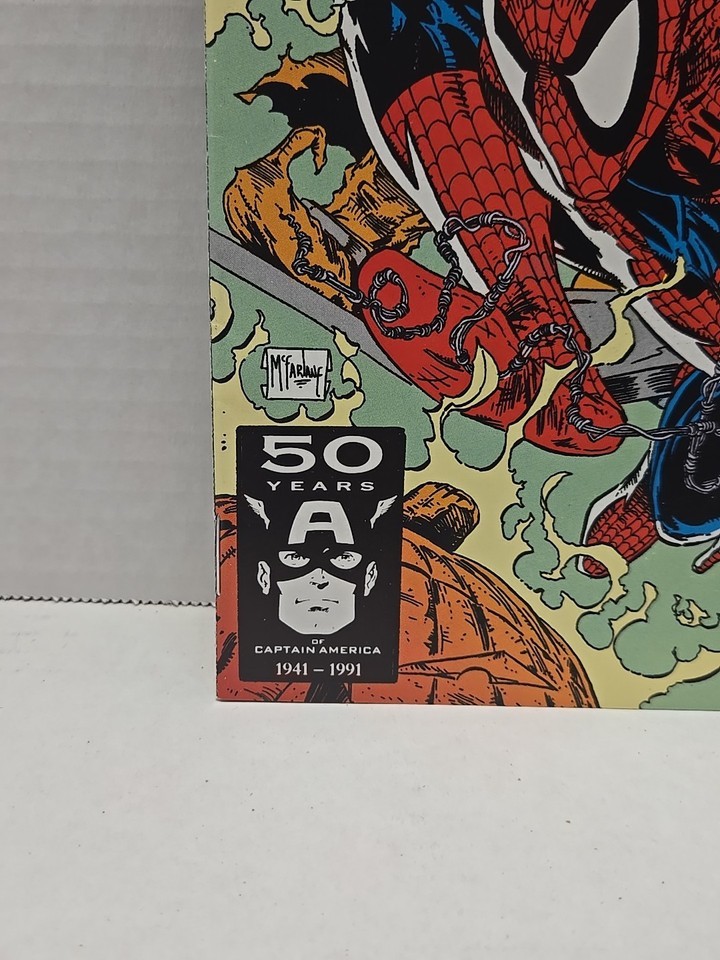 McFARLANE
50
YEARS
A
OF
CAPTAIN AMERICA
1941 - 1991